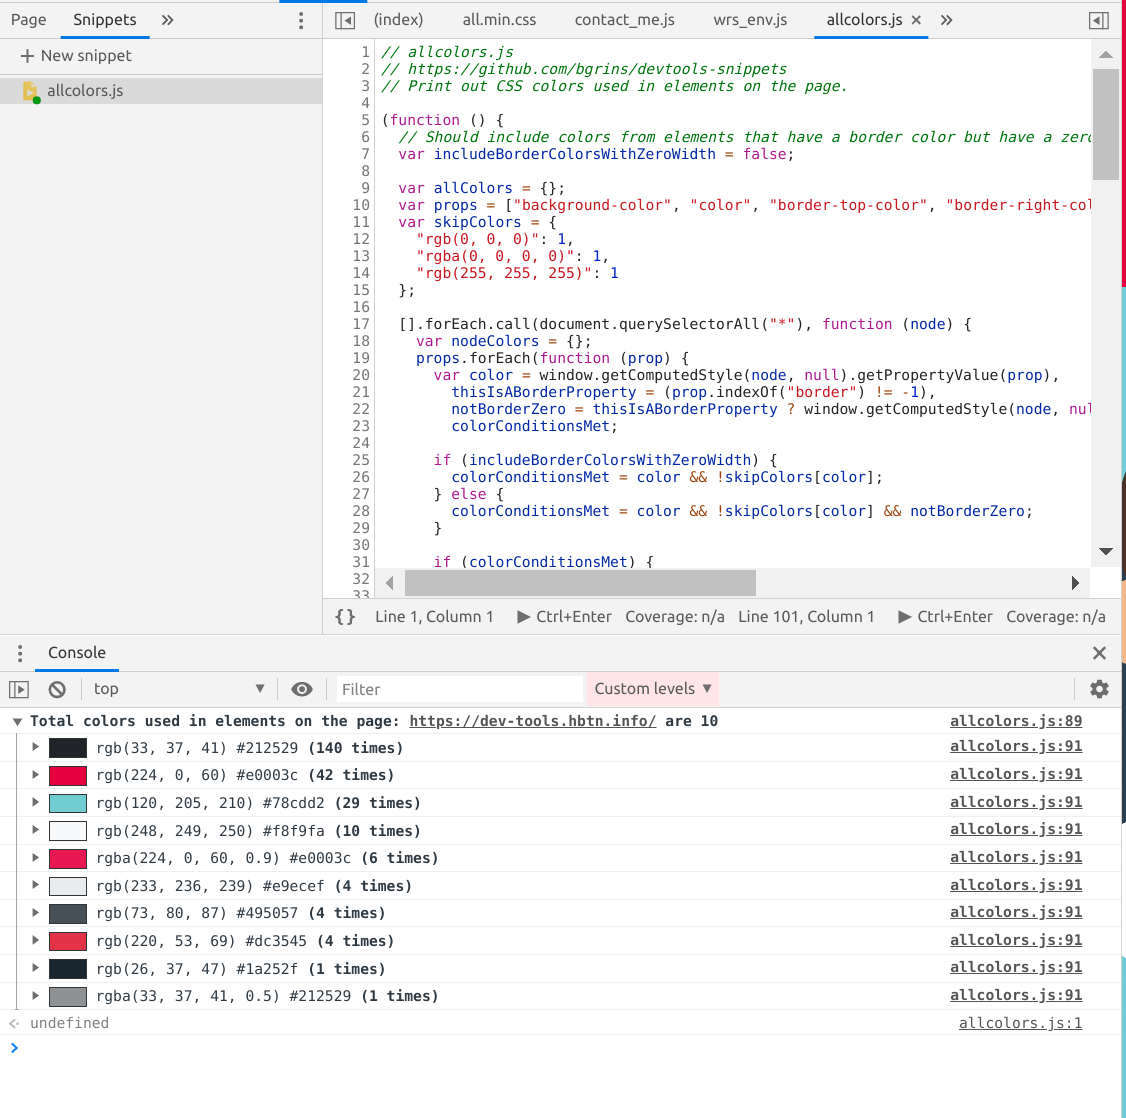 Page Snippets »
(index) all.min.css contact_me.js wrs_env.js allcolors.js × »
+ New snippet
allcolors.js
1 // allcolors.js
2 // https://github.com/bgrins/devtools-snippets
3 // Print out CSS colors used in elements on the page.
4
5 (function () {
6 // Should include colors from elements that have a border color but have a zero
7 var includeBorderColorsWithZeroWidth = false;
8
9 var allColors = {};
10 var props = ["background-color", "color", "border-top-color", "border-right-col
11 var skipColors = {
12 "rgb(0, 0, 0)": 1,
13 "rgba(0, 0, 0, 0)": 1,
14 "rgb(255, 255, 255)": 1
15 };
16
17 [].forEach.call(document.querySelectorAll("*"), function (node) {
18 var nodeColors = {};
19 props.forEach(function (prop) {
20 var color = window.getComputedStyle(node, null).getPropertyValue(prop),
21 thisIsABorderProperty = (prop.indexOf("border") != -1),
22 notBorderZero = thisIsABorderProperty ? window.getComputedStyle(node, nul
23 colorConditionsMet;
24
25 if (includeBorderColorsWithZeroWidth) {
26 colorConditionsMet = color && !skipColors[color];
27 } else {
28 colorConditionsMet = color && !skipColors[color] && notBorderZero;
29 }
30
31 if (colorConditionsMet) {
32
33
{} Line 1, Column 1 ▶ Ctrl+Enter Coverage: n/a Line 101, Column 1 ▶ Ctrl+Enter Coverage: n/a
Console
top Filter Custom levels
Total colors used in elements on the page: https://dev-tools.hbtn.info/ are 10 allcolors.js:89
rgb(33, 37, 41) #212529 (140 times) allcolors.js:91
rgb(224, 0, 60) #e0003c (42 times) allcolors.js:91
rgb(120, 205, 210) #78cdd2 (29 times) allcolors.js:91
rgb(248, 249, 250) #f8f9fa (10 times) allcolors.js:91
rgba(224, 0, 60, 0.9) #e0003c (6 times) allcolors.js:91
rgb(233, 236, 239) #e9ecef (4 times) allcolors.js:91
rgb(73, 80, 87) #495057 (4 times) allcolors.js:91
rgb(220, 53, 69) #dc3545 (4 times) allcolors.js:91
rgb(26, 37, 47) #1a252f (1 times) allcolors.js:91
rgba(33, 37, 41, 0.5) #212529 (1 times) allcolors.js:91
undefined allcolors.js:1